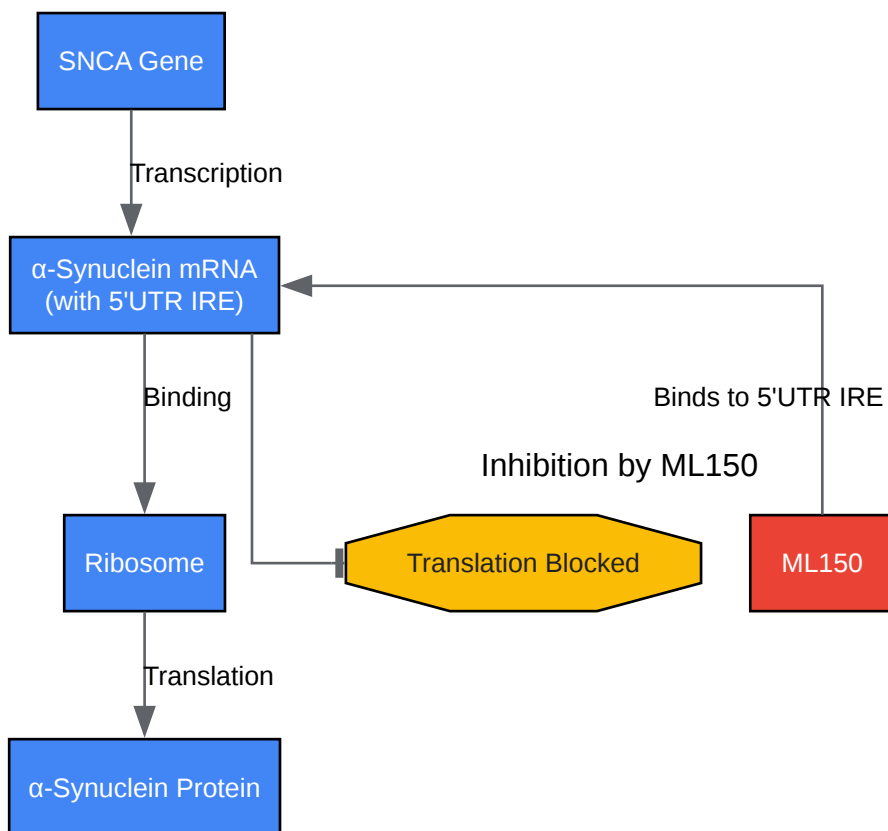 SNCA Gene
Transcription
α-Synuclein mRNA
(with 5'UTR IRE)
Binding
Binds to 5'UTR IRE
Inhibition by ML150
Ribosome
Translation Blocked
ML150
Translation
α-Synuclein Protein